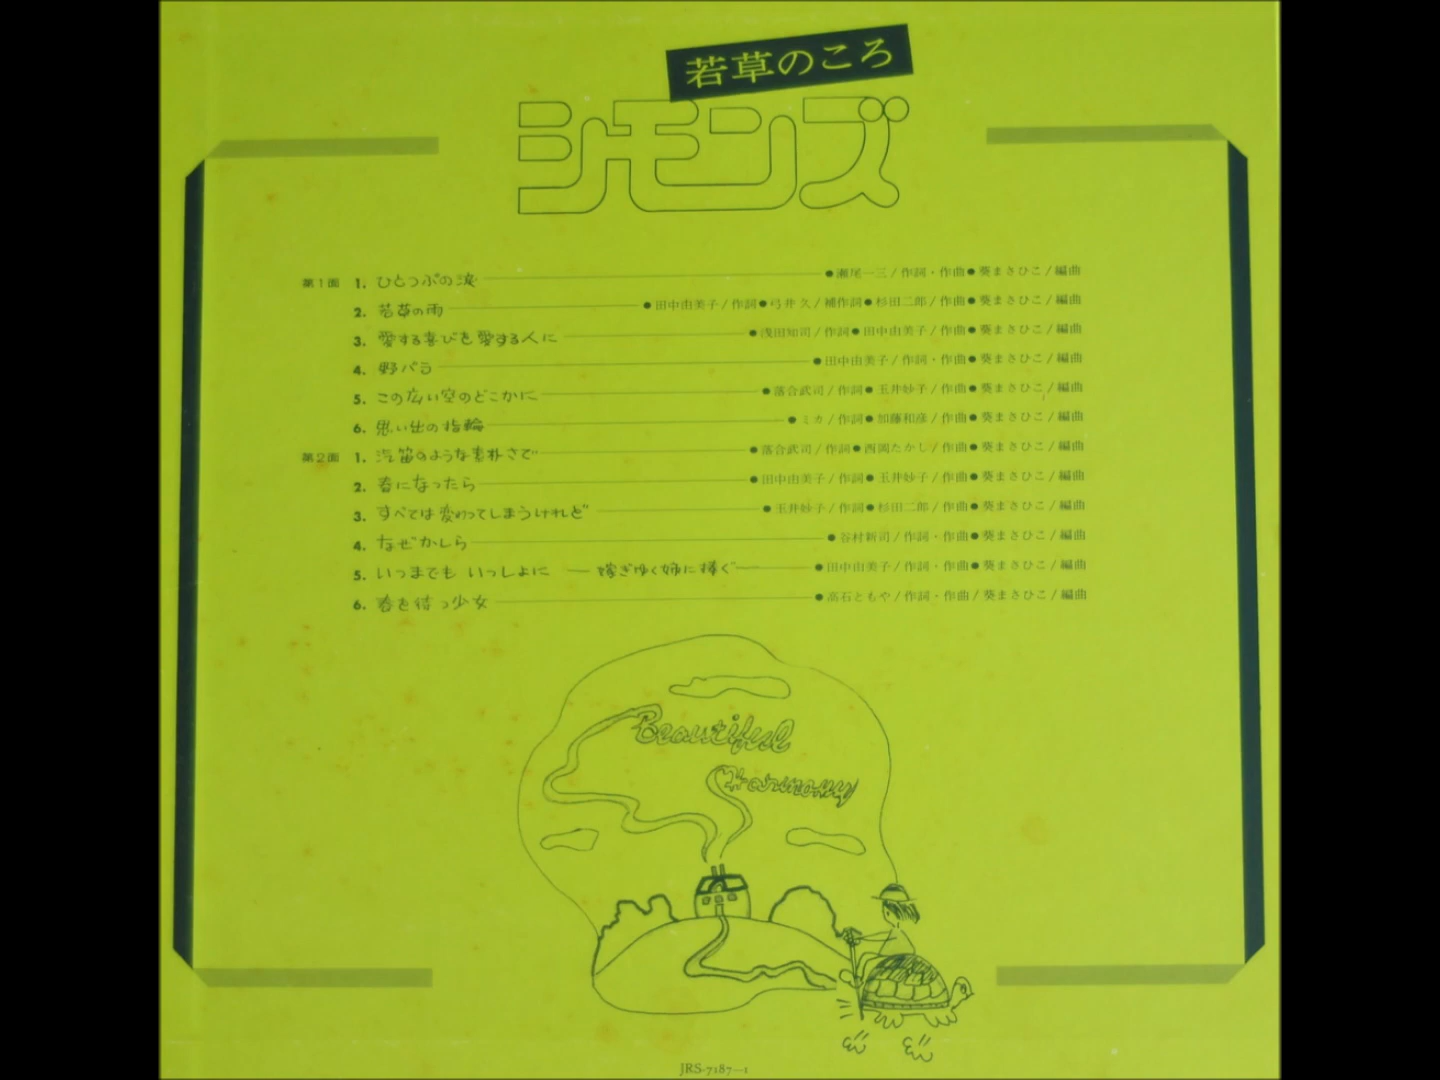 若草のころ
シモンズ
第1面 1. ひとつぶの涙 ●瀬尾一三/作詞・作曲●葵まさひこ/編曲
2. 若草の雨 ●田中由美子/作詞●弓井久/補作詞●杉田二郎/作曲●葵まさひこ/編曲
3. 愛する喜びを愛する人に ●浅田知司/作詞●田中由美子/作曲●葵まさひこ/編曲
4. 野バラ ●田中由美子/作詞・作曲●葵まさひこ/編曲
5. この広い空のどこかに ●落合武司/作詞●玉井妙子/作曲●葵まさひこ/編曲
6. 思い出の指輪 ●ミカ/作詞●加藤和彦/作曲●葵まさひこ/編曲
第2面 1. 汽笛のような素朴さで ●落合武司/作詞●西岡たかし/作曲●葵まさひこ/編曲
2. 春になったら ●田中由美子/作詞●玉井妙子/作曲●葵まさひこ/編曲
3. すべては変わってしまうけれど ●玉井妙子/作詞●杉田二郎/作曲●葵まさひこ/編曲
4. なぜかしら ●谷村新司/作詞・作曲●葵まさひこ/編曲
5. いつまでも いっしょに ― 嫁ぎゆく姉に捧ぐ ●田中由美子/作詞・作曲●葵まさひこ/編曲
6. 春を待つ少女 ●高石ともや/作詞・作曲/葵まさひこ/編曲
Beautiful
Harmony
JRS-7187―1